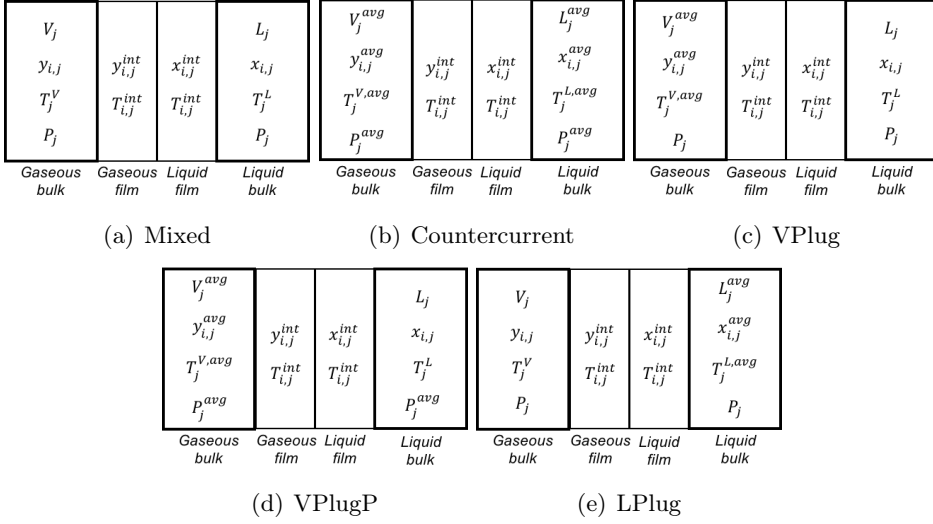 V_j V_j^{avg} L_j^{avg} V_j^{avg}
L_j L_j
y_{i,j} y_{i,j}^{int} x_{i,j}^{int} x_{i,j} y_{i,j}^{avg} y_{i,j}^{int} x_{i,j}^{int} x_{i,j}^{avg} y_{i,j}^{avg} y_{i,j}^{int} x_{i,j}^{int} x_{i,j}
T_j^V T_{i,j}^{int} T_{i,j}^{int} T_j^L T_j^{V,avg} T_{i,j}^{int} T_{i,j}^{int} T_j^{L,avg} T_j^{V,avg} T_{i,j}^{int} T_{i,j}^{int} T_j^L
P_j P_j P_j^{avg} P_j^{avg} P_j P_j
Gaseous Gaseous Liquid Liquid Gaseous Gaseous Liquid Liquid Gaseous Gaseous Liquid Liquid
bulk film film bulk bulk film film bulk bulk film film bulk
(a) Mixed (b) Countercurrent (c) VPlug
V_j^{avg} L_j V_j L_j^{avg}
y_{i,j}^{avg} y_{i,j}^{int} x_{i,j}^{int} x_{i,j} y_{i,j} y_{i,j}^{int} x_{i,j}^{int} x_{i,j}^{avg}
T_j^{V,avg} T_{i,j}^{int} T_{i,j}^{int} T_j^L T_j^V T_{i,j}^{int} T_{i,j}^{int} T_j^{L,avg}
P_j^{avg} P_j^{avg} P_j P_j
Gaseous Gaseous Liquid Liquid Gaseous Gaseous Liquid Liquid
bulk film film bulk bulk film film bulk
(d) VPlugP (e) LPlug